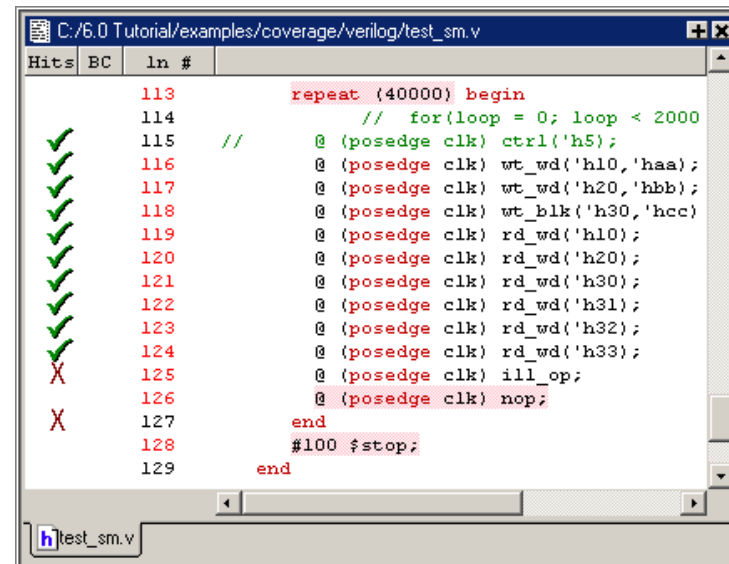 C:/6.0 Tutorial/examples/coverage/verilog/test_sm.v
Hits BC ln #
113 repeat (40000) begin
114 // for(loop = 0; loop < 2000
115 // @ (posedge clk) ctrl('h5);
116 @ (posedge clk) wt_wd('h10,'haa);
117 @ (posedge clk) wt_wd('h20,'hbb);
118 @ (posedge clk) wt_blk('h30,'hcc)
119 @ (posedge clk) rd_wd('h10);
120 @ (posedge clk) rd_wd('h20);
121 @ (posedge clk) rd_wd('h30);
122 @ (posedge clk) rd_wd('h31);
123 @ (posedge clk) rd_wd('h32);
124 @ (posedge clk) rd_wd('h33);
X 125 @ (posedge clk) ill_op;
126 @ (posedge clk) nop;
X 127 end
128 #100 $stop;
129 end
h test_sm.v